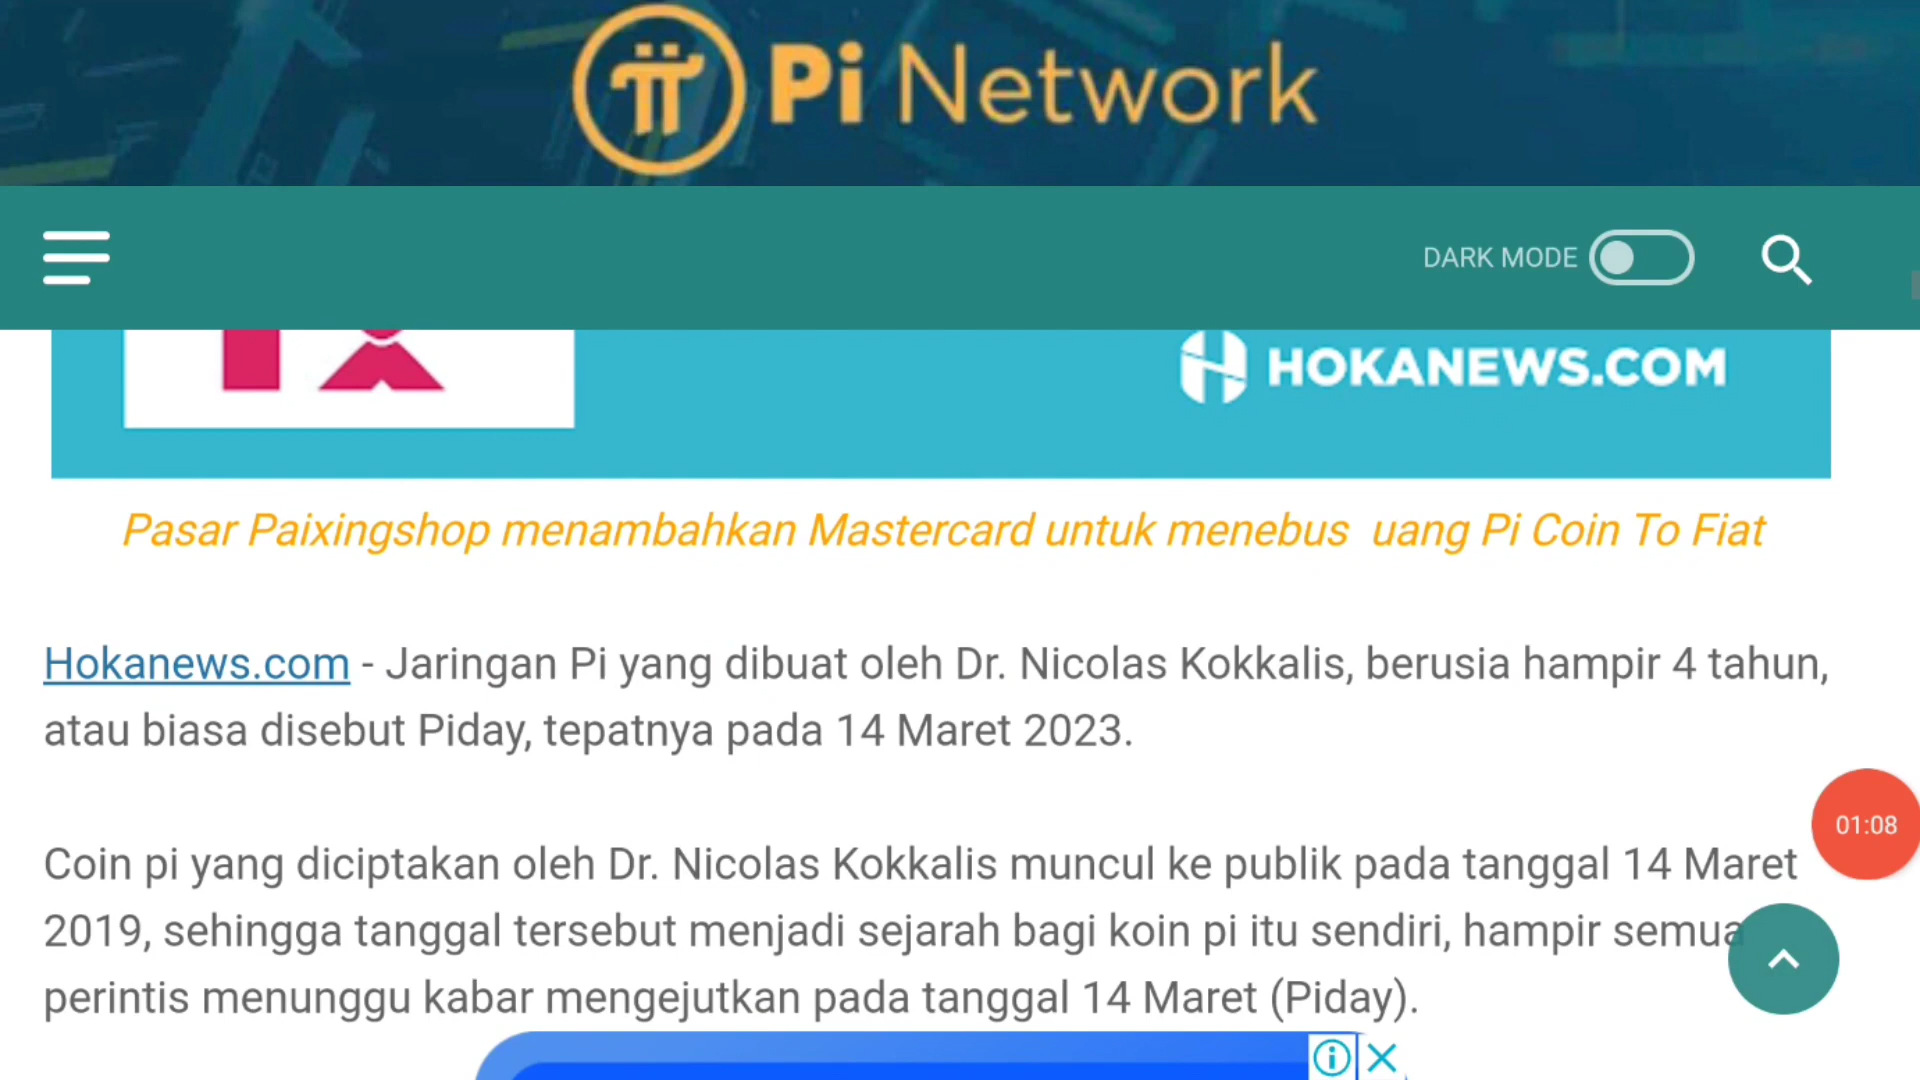 Pi Network
DARK MODE
HOKANEWS.COM
Pasar Paixingshop menambahkan Mastercard untuk menebus uang Pi Coin To Fiat
Hokanews.com - Jaringan Pi yang dibuat oleh Dr. Nicolas Kokkalis, berusia hampir 4 tahun,
atau biasa disebut Piday, tepatnya pada 14 Maret 2023.
Coin pi yang diciptakan oleh Dr. Nicolas Kokkalis muncul ke publik pada tanggal 14 Maret
01:08
2019, sehingga tanggal tersebut menjadi sejarah bagi koin pi itu sendiri, hampir semua
perintis menunggu kabar mengejutkan pada tanggal 14 Maret (Piday).